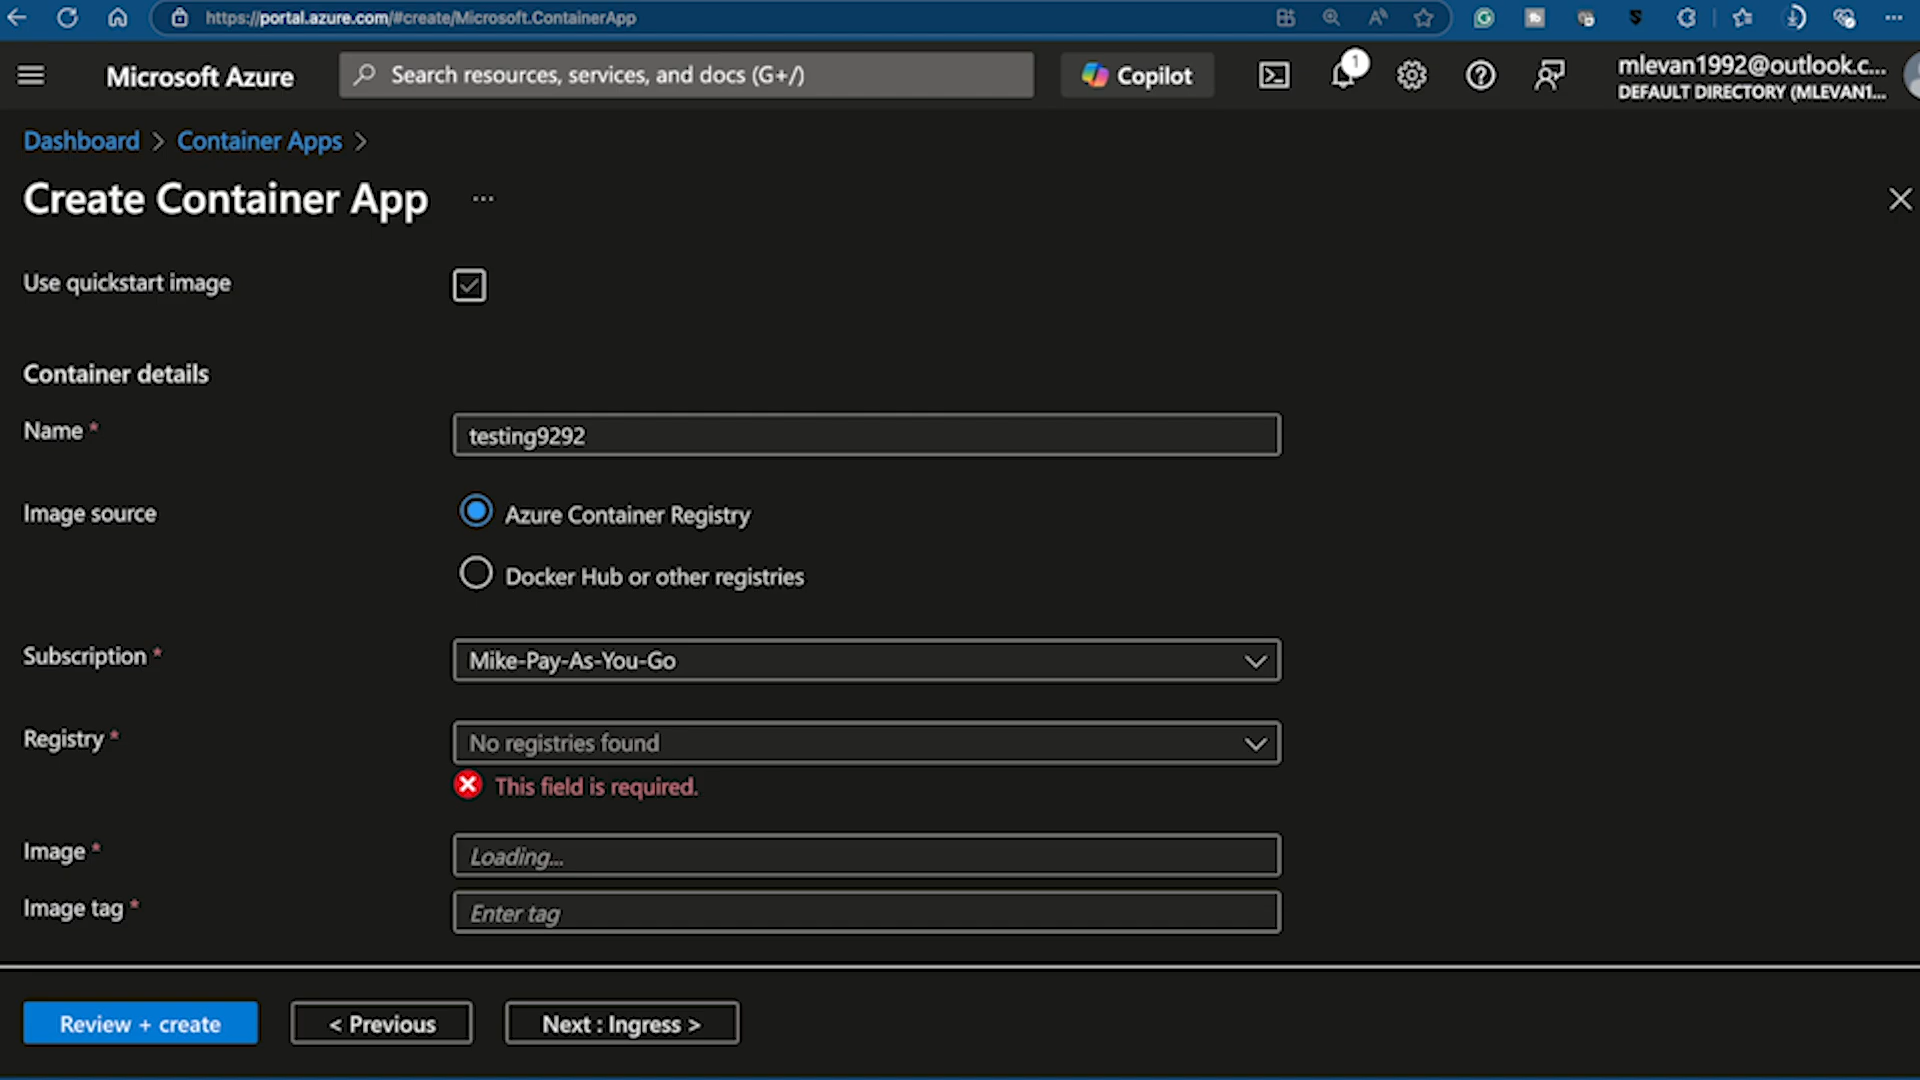 https://portal.azure.com/#create/Microsoft.ContainerApp
Microsoft Azure
Search resources, services, and docs (G+/)
Copilot
1
mlevan1992@outlook.c...
DEFAULT DIRECTORY (MLEVAN1...
Dashboard > Container Apps >
Create Container App ...
Use quickstart image
Container details
Name *
testing9292
Image source
Azure Container Registry
Docker Hub or other registries
Subscription *
Mike-Pay-As-You-Go
Registry *
No registries found
This field is required.
Image *
Loading...
Image tag *
Enter tag
Review + create
< Previous
Next : Ingress >